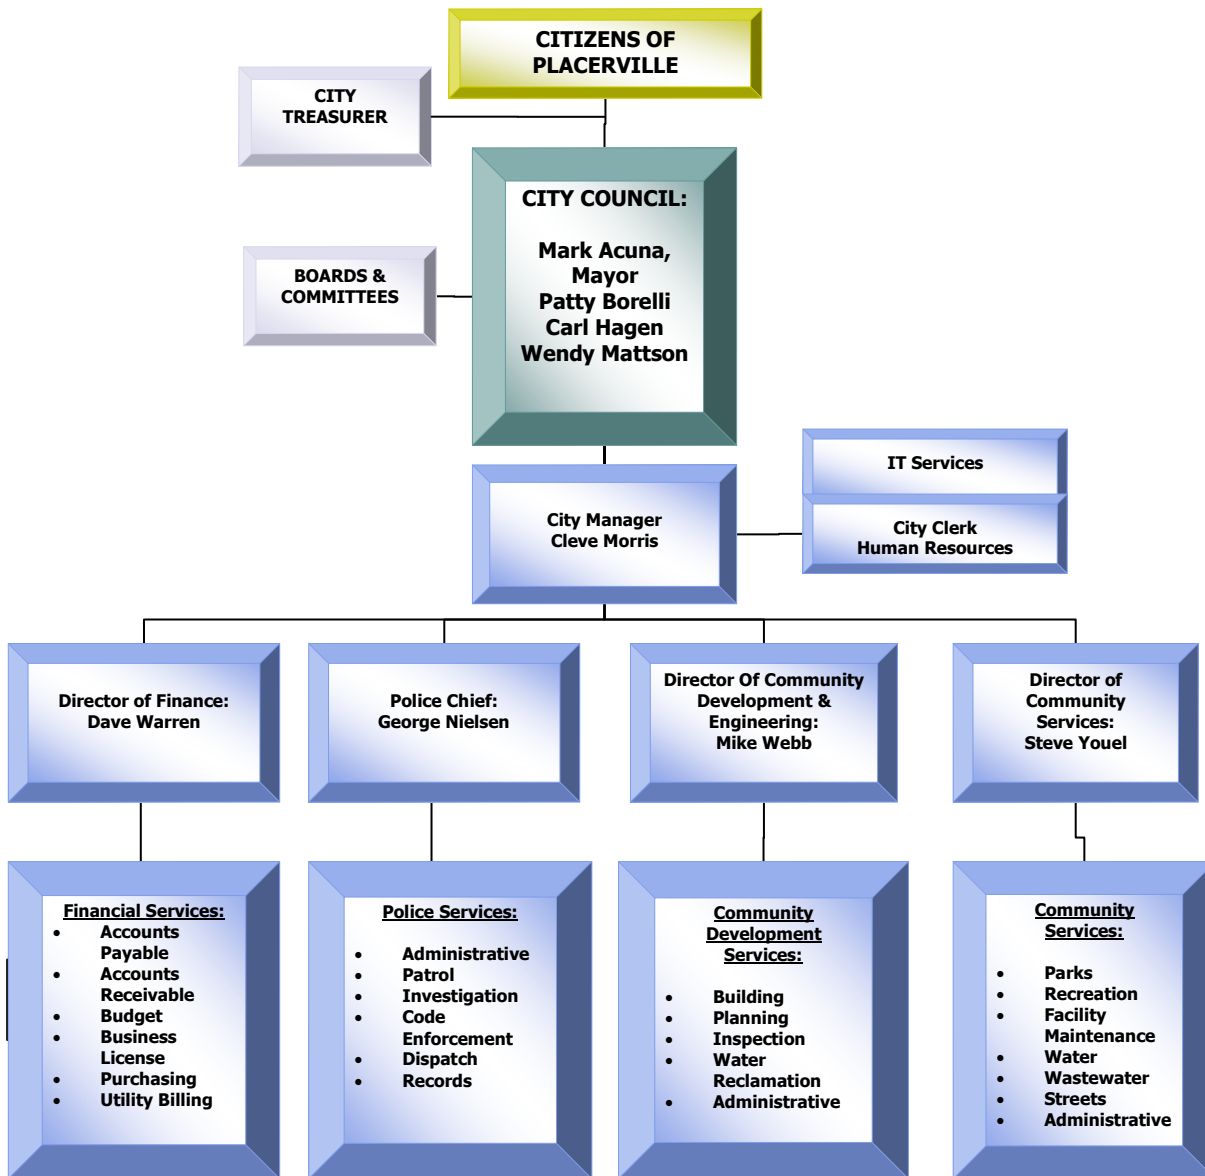 CITIZENS OF
PLACERVILLE
CITY
TREASURER
CITY COUNCIL:
Mark Acuna,
Mayor
Patty Borelli
Carl Hagen
Wendy Mattson
BOARDS &
COMMITTEES
IT Services
City Manager
Cleve Morris
City Clerk
Human Resources
Director of Finance:
Dave Warren
Police Chief:
George Nielsen
Director Of Community
Development &
Engineering:
Mike Webb
Director of
Community
Services:
Steve Youel
Financial Services:
• Accounts
Payable
• Accounts
Receivable
• Budget
• Business
License
• Purchasing
• Utility Billing
Police Services:
• Administrative
• Patrol
• Investigation
• Code
Enforcement
• Dispatch
• Records
Community
Development
Services:
• Building
• Planning
• Inspection
• Water
Reclamation
• Administrative
Community
Services:
• Parks
• Recreation
• Facility
Maintenance
• Water
• Wastewater
• Streets
• Administrative